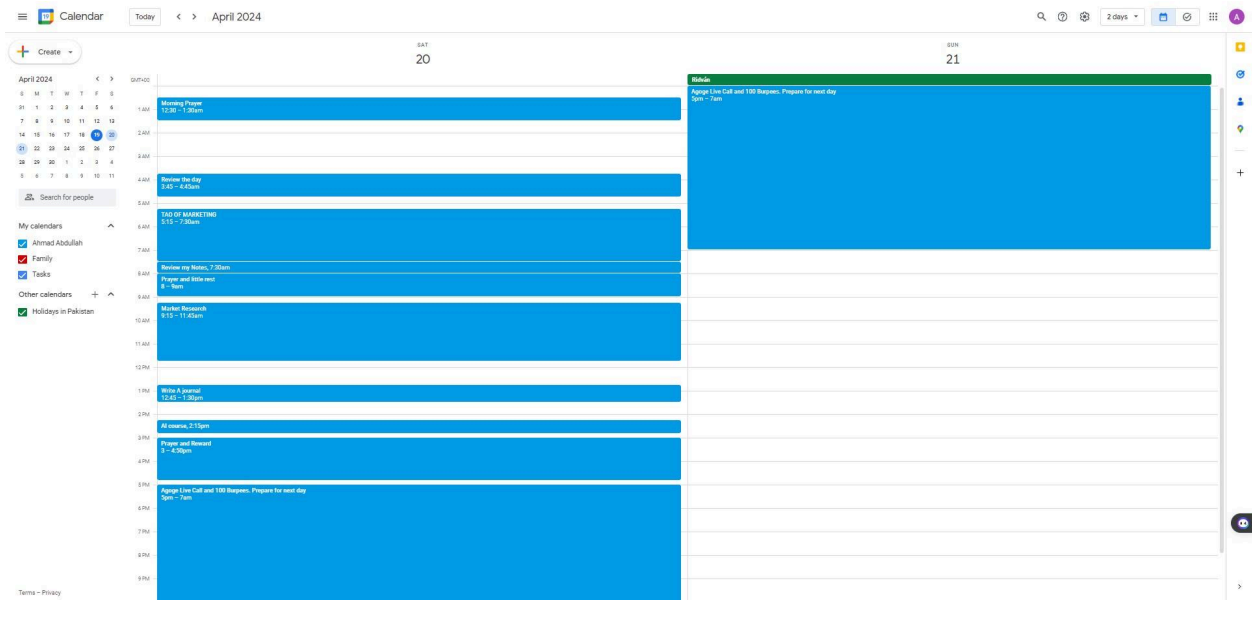 19
Calendar
Today
April 2024
2 days
A
Create
April 2024
S M T W T F S
31 1 2 3 4 5 6
7 8 9 10 11 12 13
14 15 16 17 18 19 20
21 22 23 24 25 26 27
28 29 30 1 2 3 4
5 6 7 8 9 10 11
Search for people
My calendars
Ahmad Abdullah
Family
Tasks
Other calendars
Holidays in Pakistan
Terms – Privacy
SAT
20
SUN
21
Ridván
1 AM
2 AM
3 AM
4 AM
5 AM
6 AM
7 AM
8 AM
9 AM
10 AM
11 AM
12 PM
1 PM
2 PM
3 PM
4 PM
5 PM
6 PM
7 PM
8 PM
9 PM
Morning Prayer
12:30 – 1:30am
Review the day
3:45 – 4:45am
TAO OF MARKETING
5:15 – 7:30am
Review my Notes, 7:30am
Prayer and little rest
8 – 9am
Market Research
9:15 – 11:45am
Write A journal
12:45 – 1:30pm
AI course, 2:15pm
Prayer and Reward
3 – 4:50pm
Agoge Live Call and 100 Burpees. Prepare for next day
5pm – 7am
Agoge Live Call and 100 Burpees. Prepare for next day
5pm – 7am